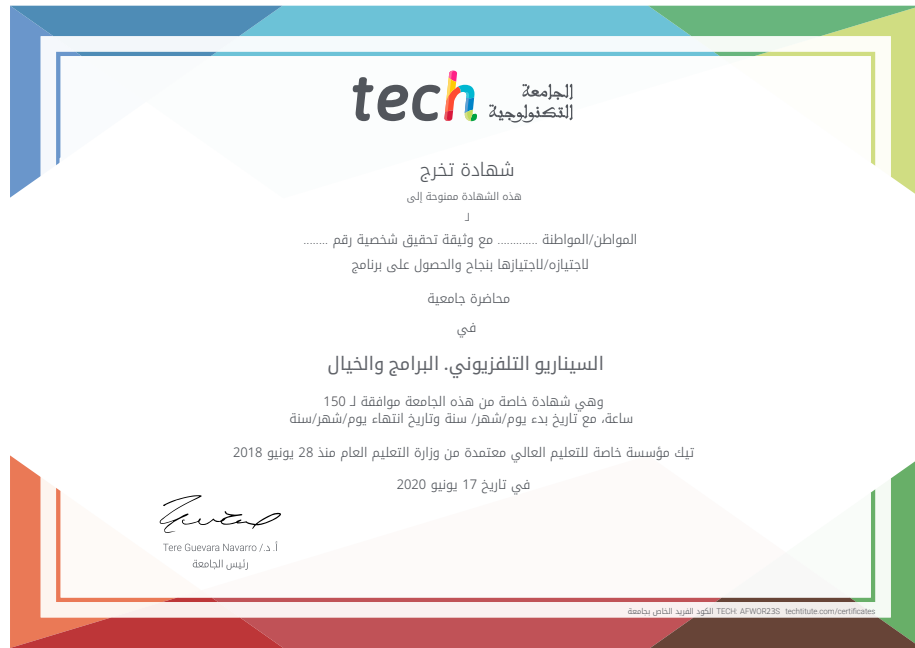 tech الجامعة
التكنولوجية
شهادة تخرج
هذه الشهادة ممنوحة إلى
لـ
المواطن/المواطنة ............ مع وثيقة تحقيق شخصية رقم ........
لاجتيازه/لاجتيازها بنجاح والحصول على برنامج
محاضرة جامعية
في
السيناريو التلفزيوني. البرامج والخيال
وهي شهادة خاصة من هذه الجامعة موافقة لـ 150
ساعة، مع تاريخ بدء يوم/شهر/ سنة وتاريخ انتهاء يوم/شهر/سنة
تيك مؤسسة خاصة للتعليم العالي معتمدة من وزارة التعليم العام منذ 28 يونيو 2018
في تاريخ 17 يونيو 2020
أ.د./ Tere Guevara Navarro
رئيس الجامعة
الكود الفريد الخاص بجامعة TECH: AFWOR23S techtitute.com/certificates